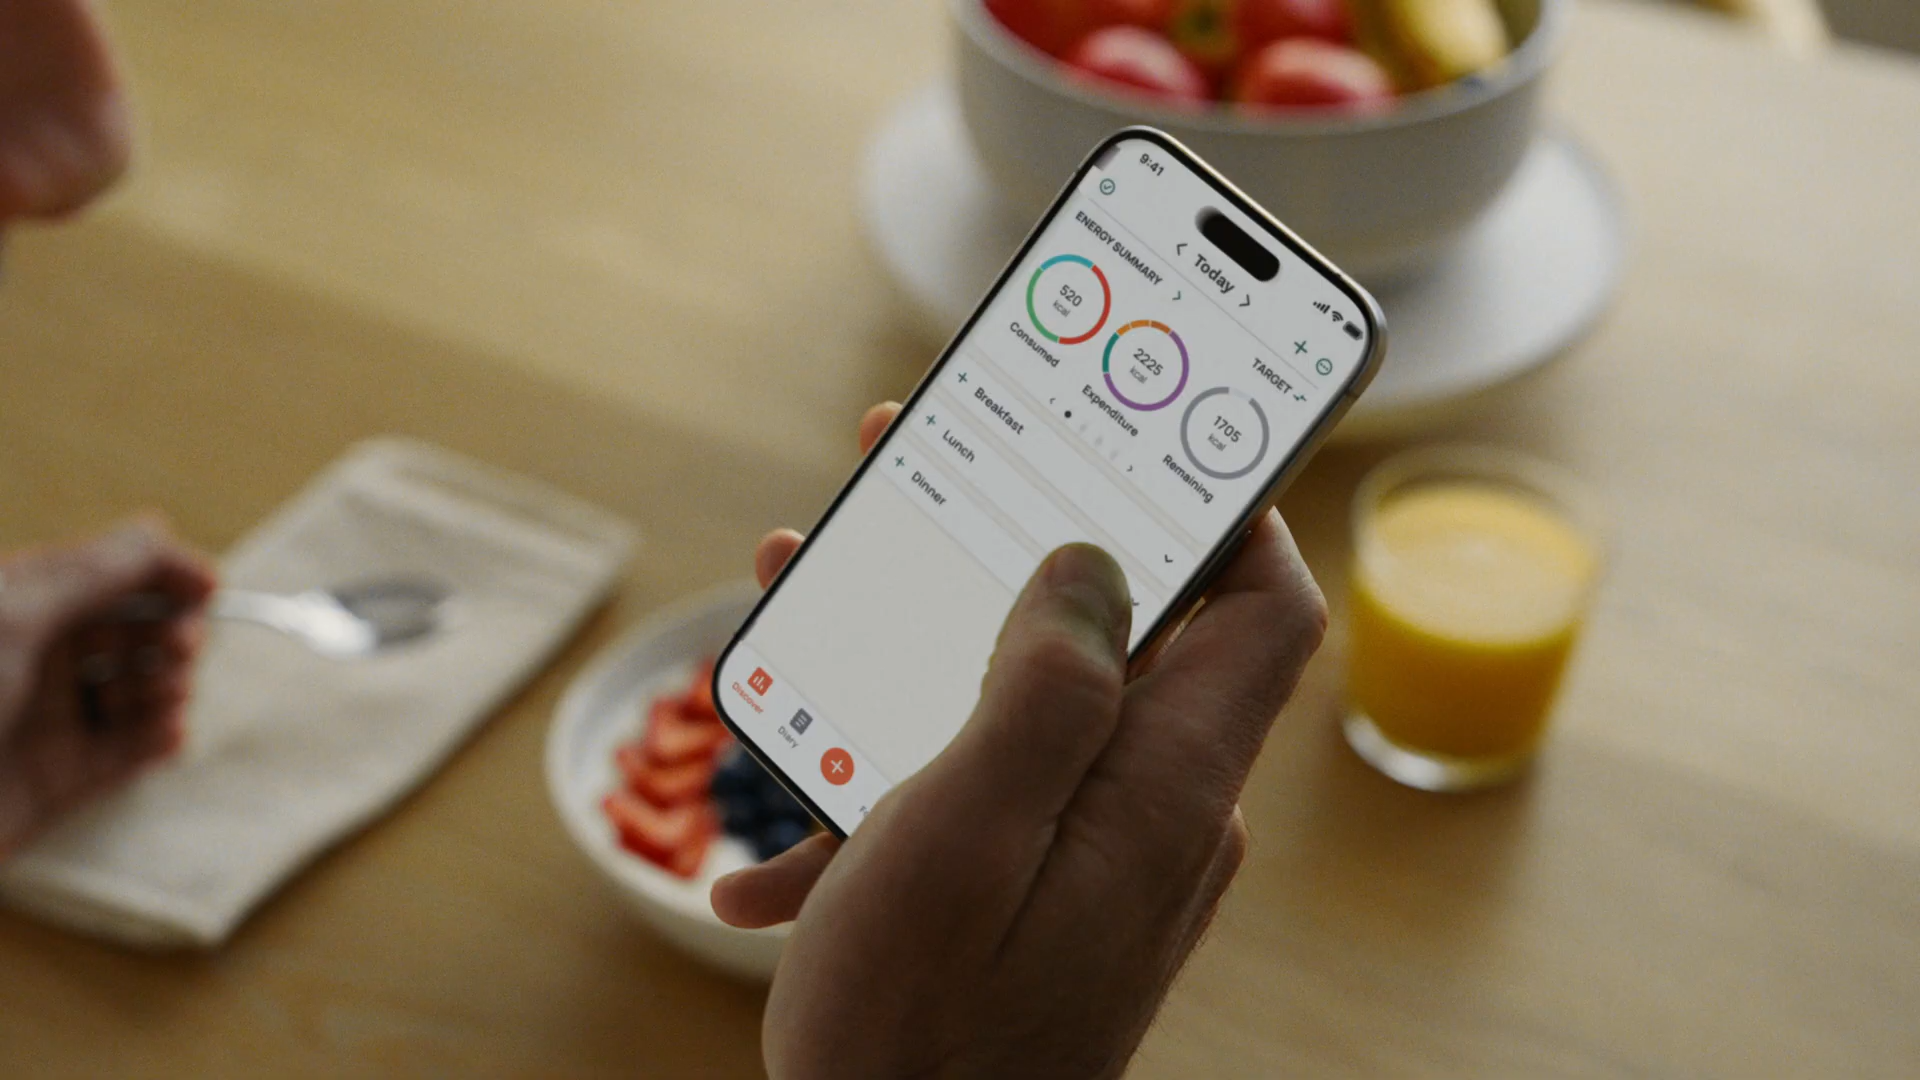 9:41
Today
ENERGY SUMMARY
TARGET
520
kcal
Consumed
2225
kcal
Expenditure
1705
kcal
Remaining
Breakfast
Lunch
Dinner
Discover
Diary